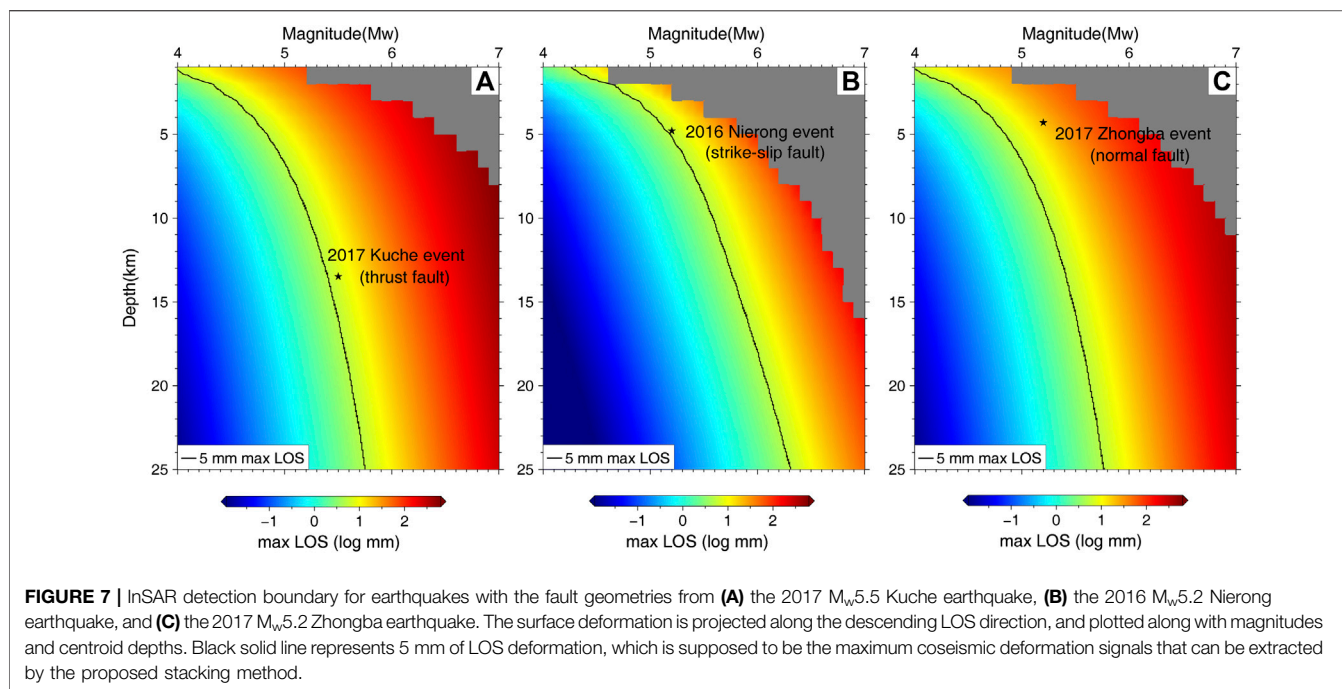 Magnitude(Mw)
4 5 6 7
A
Depth(km)
5
10
15
20
25
2017 Kuche event
(thrust fault)
5 mm max LOS
−1 0 1 2
max LOS (log mm)
Magnitude(Mw)
4 5 6 7
B
5
10
15
20
25
2016 Nierong event
(strike-slip fault)
5 mm max LOS
−1 0 1 2
max LOS (log mm)
Magnitude(Mw)
4 5 6 7
C
5
10
15
20
25
2017 Zhongba event
(normal fault)
5 mm max LOS
−1 0 1 2
max LOS (log mm)
FIGURE 7 | InSAR detection boundary for earthquakes with the fault geometries from (A) the 2017 Mw5.5 Kuche earthquake, (B) the 2016 Mw5.2 Nierong
earthquake, and (C) the 2017 Mw5.2 Zhongba earthquake. The surface deformation is projected along the descending LOS direction, and plotted along with magnitudes
and centroid depths. Black solid line represents 5 mm of LOS deformation, which is supposed to be the maximum coseismic deformation signals that can be extracted
by the proposed stacking method.